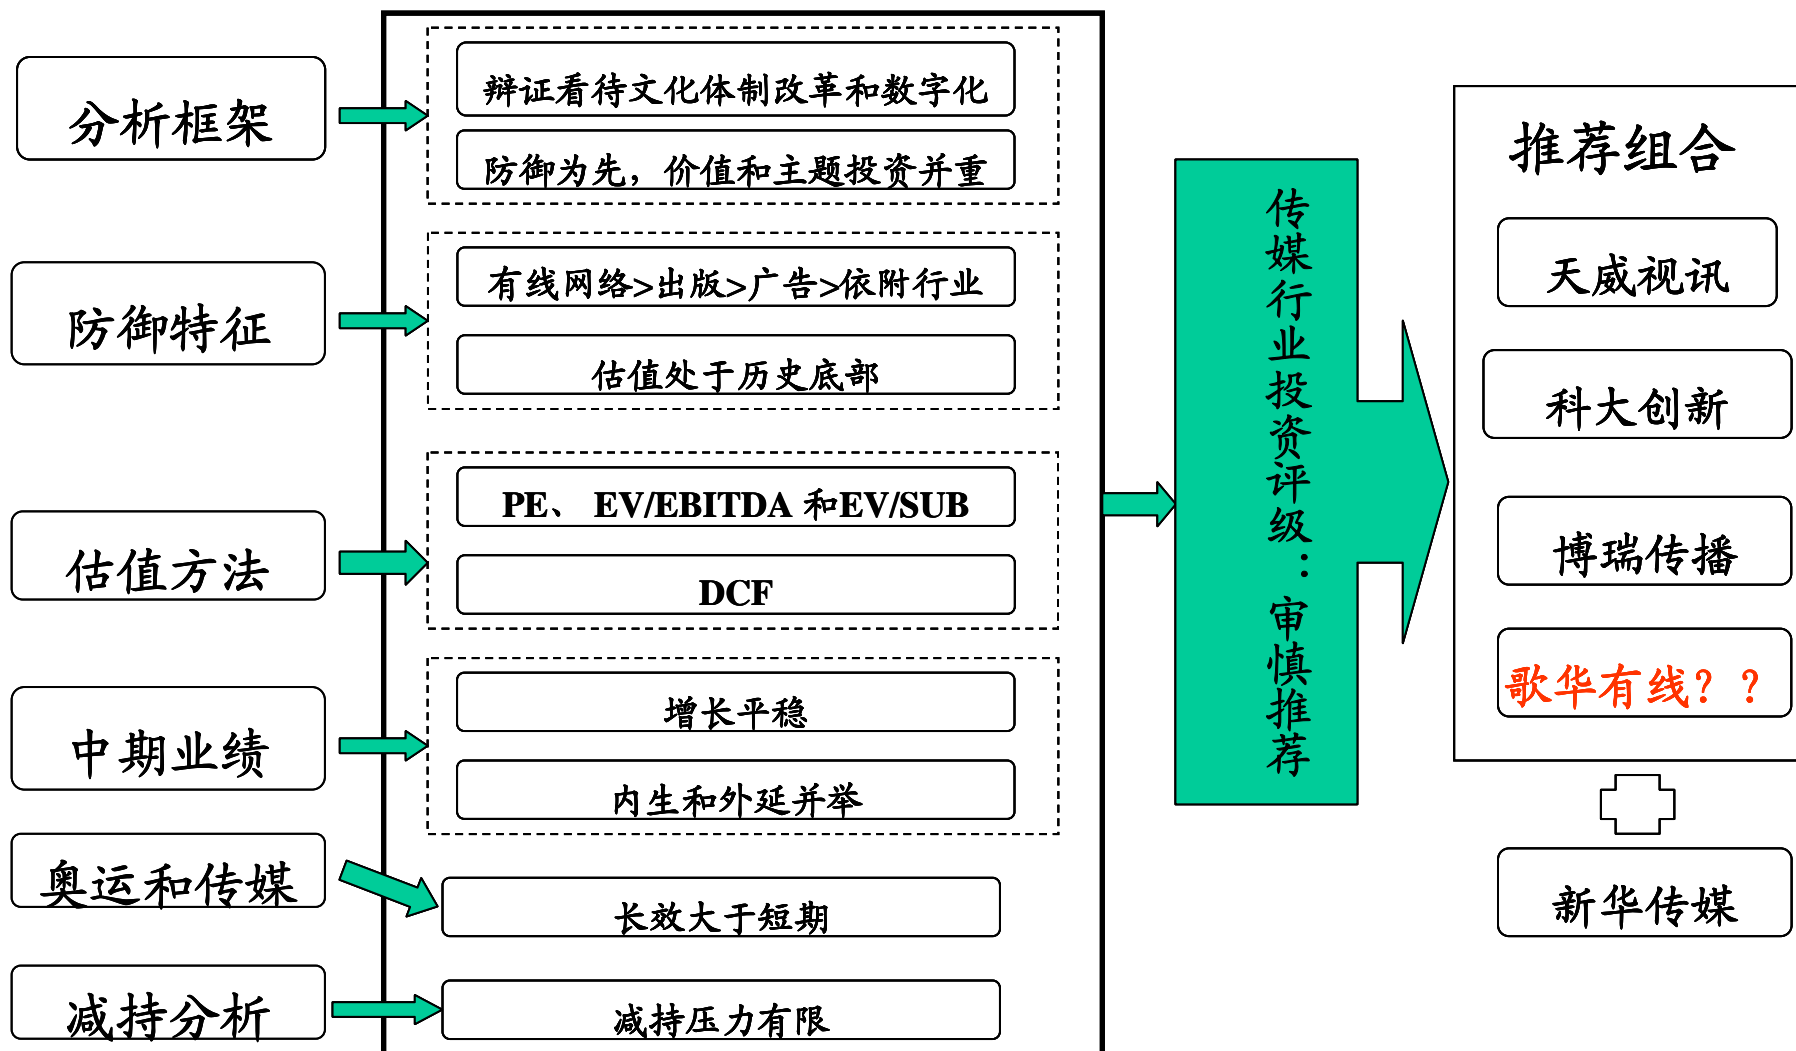 分析框架
辩证看待文化体制改革和数字化
防御为先，价值和主题投资并重
防御特征
有线网络>出版>广告>依附行业
估值处于历史底部
估值方法
PE、 EV/EBITDA 和EV/SUB
DCF
中期业绩
增长平稳
内生和外延并举
奥运和传媒
长效大于短期
减持分析
减持压力有限
传媒行业投资评级：审慎推荐
推荐组合
天威视讯
科大创新
博瑞传播
歌华有线？？
新华传媒